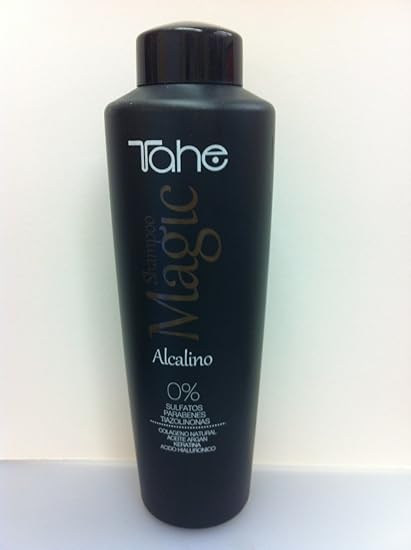 Tahe
Shampoo
Magic
Alcalino
0%
SULFATOS
PARABENES
TIAZOLINONAS
COLAGENO NATURAL
ACEITE ARGAN
KERATINA
ACIDO HIALURONICO